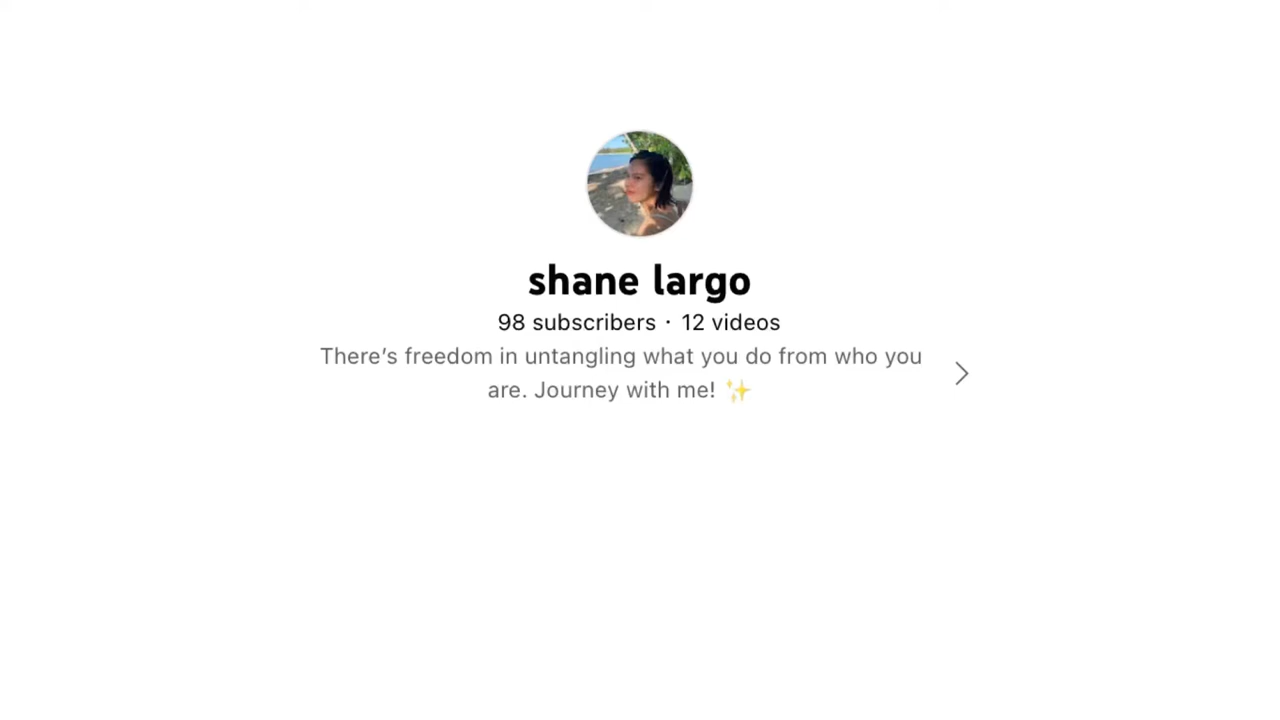 shane largo
98 subscribers · 12 videos
There's freedom in untangling what you do from who you
are. Journey with me! ✨